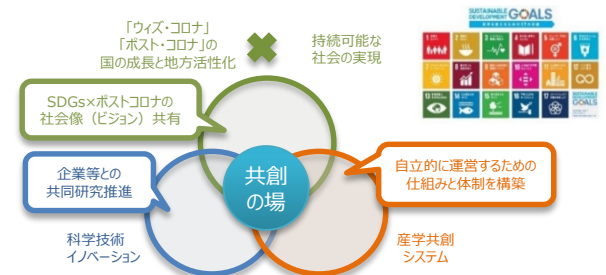 「ウィズ・コロナ」
「ポスト・コロナ」の
国の成長と地方活性化
持続可能な
社会の実現
SUSTAINABLE
DEVELOPMENT GOALS
SDGs×ポストコロナの
社会像（ビジョン）共有
企業等との
共同研究推進
共創
の場
自立的に運営するための
仕組みと体制を構築
科学技術
イノベーション
産学共創
システム